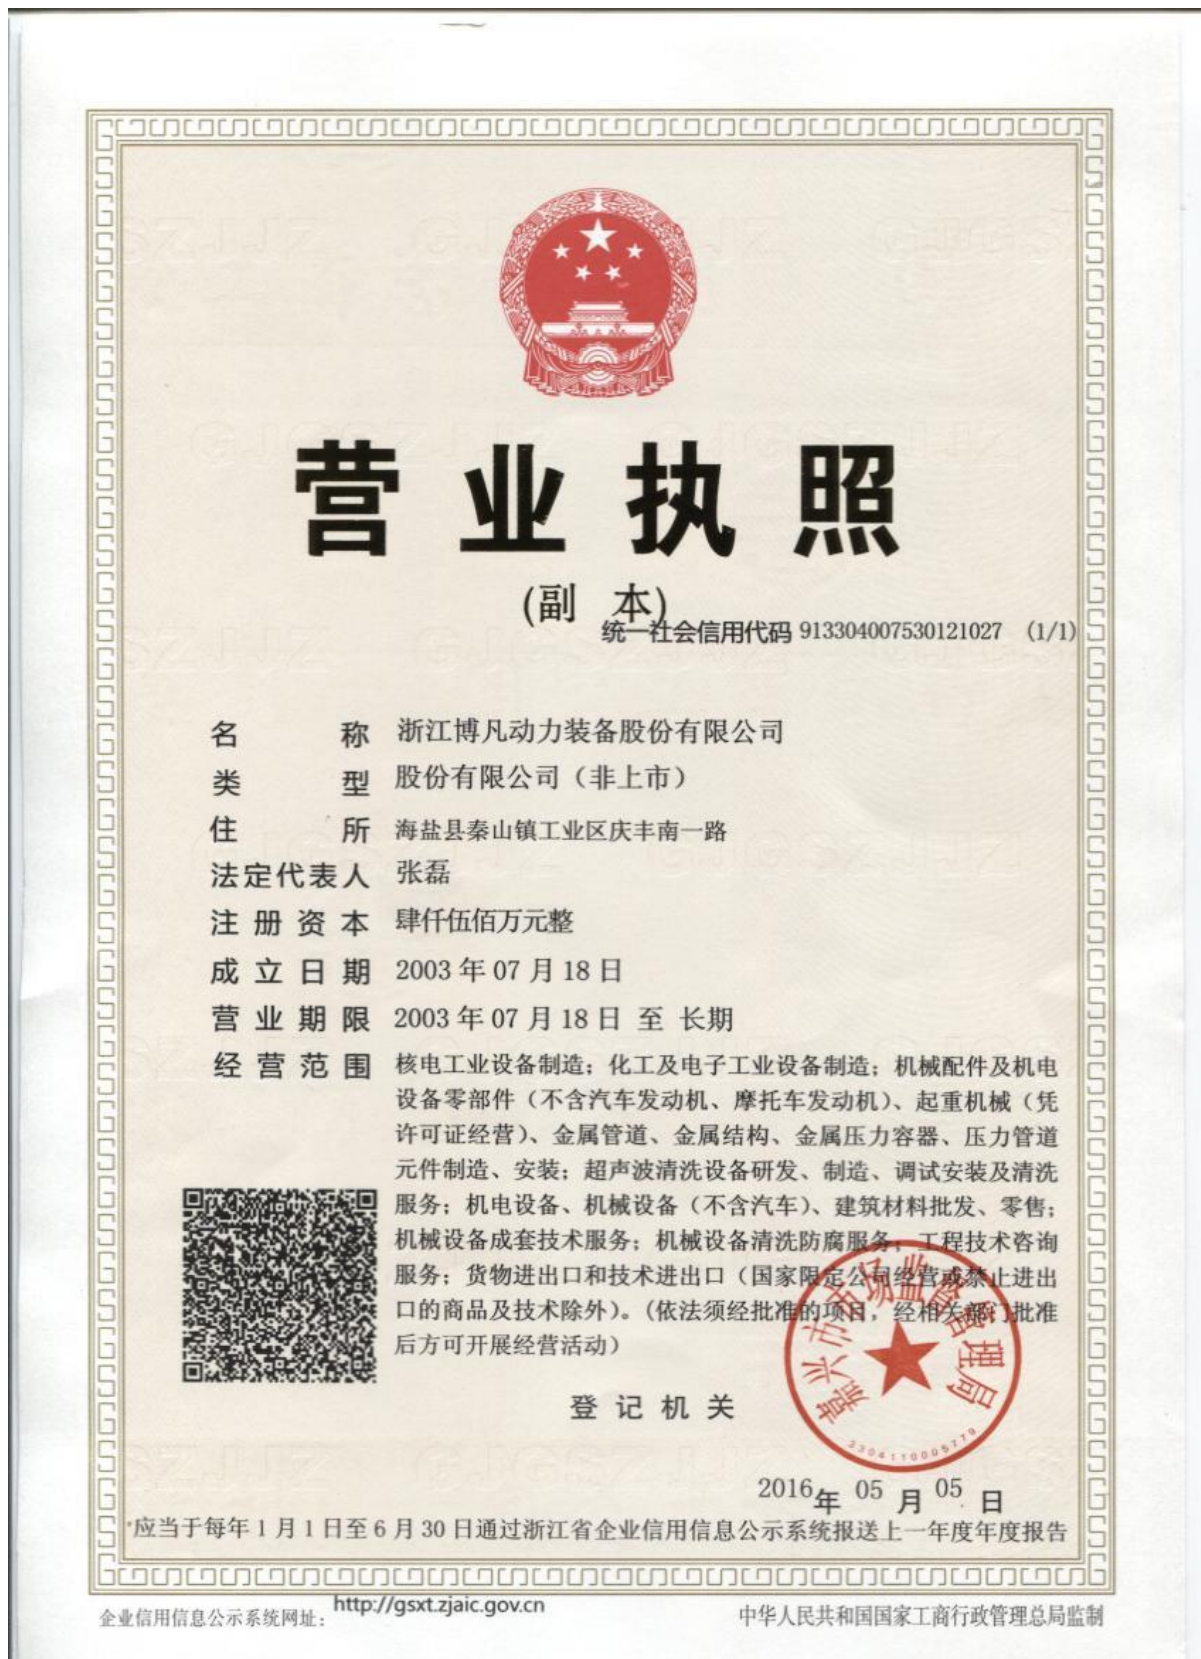 营业执照
(副 本)
统一社会信用代码 913304007530121027 (1/1)
名称 浙江博凡动力装备股份有限公司
类型 股份有限公司（非上市）
住所 海盐县秦山镇工业区庆丰南一路
法定代表人 张磊
注册资本 肆仟伍佰万元整
成立日期 2003年07月18日
营业期限 2003年07月18日 至 长期
经营范围 核电工业设备制造；化工及电子工业设备制造；机械配件及机电
设备零部件（不含汽车发动机、摩托车发动机）、起重机械（凭
许可证经营）、金属管道、金属结构、金属压力容器、压力管道
元件制造、安装；超声波清洗设备研发、制造、调试安装及清洗
服务；机电设备、机械设备（不含汽车）、建筑材料批发、零售；
机械设备成套技术服务；机械设备清洗防腐服务；工程技术咨询
服务；货物进出口和技术进出口（国家限定公司经营或禁止进出
口的商品及技术除外）。（依法须经批准的项目，经相关部门批准
后方可开展经营活动）
登记机关
嘉兴市市场监督管理局
3304110005779
2016年 05月 05日
应当于每年1月1日至6月30日通过浙江省企业信用信息公示系统报送上一年度年度报告
企业信用信息公示系统网址： http://gsxt.zjaic.gov.cn
中华人民共和国国家工商行政管理总局监制